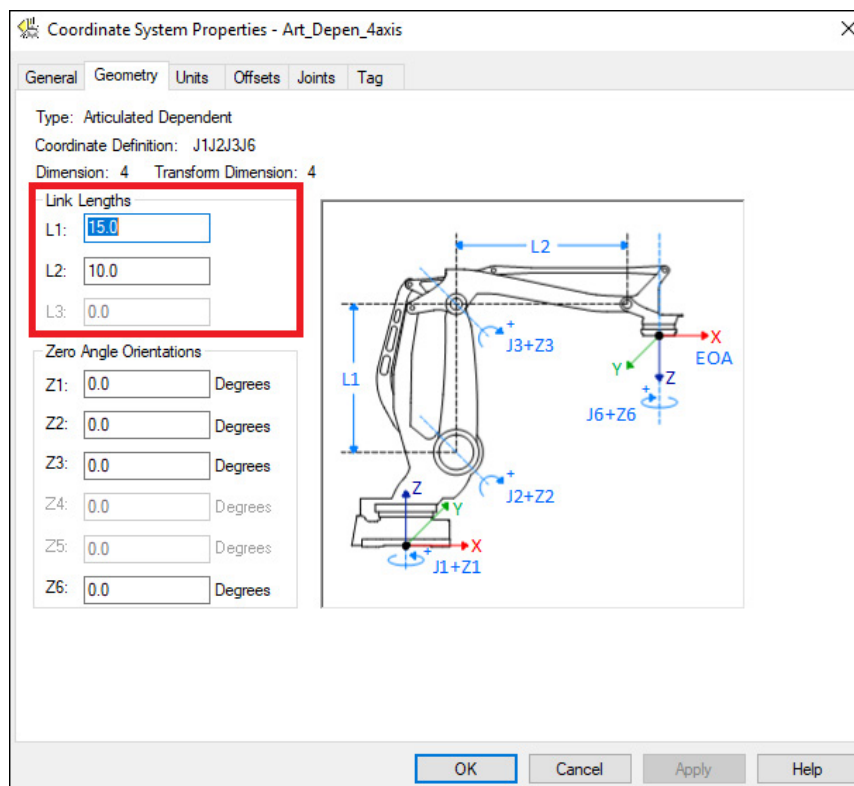 Coordinate System Properties - Art_Depen_4axis
General Geometry Units Offsets Joints Tag
Type: Articulated Dependent
Coordinate Definition: J1J2J3J6
Dimension: 4 Transform Dimension: 4
Link Lengths
L1: 15.0
L2: 10.0
L3: 0.0
Zero Angle Orientations
Z1: 0.0 Degrees
Z2: 0.0 Degrees
Z3: 0.0 Degrees
Z4: 0.0 Degrees
Z5: 0.0 Degrees
Z6: 0.0 Degrees
L2
+
J3+Z3
X
Y
EOA
Z
L1
+
J6+Z6
+
J2+Z2
Z
Y
X
+
J1+Z1
OK Cancel Apply Help